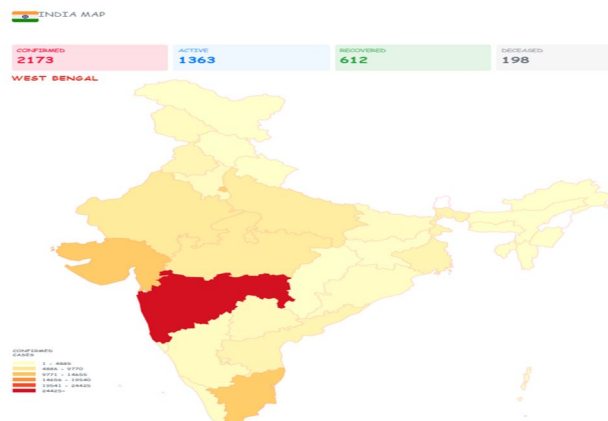 INDIA MAP
CONFIRMED
2173
ACTIVE
1363
RECOVERED
612
DECEASED
198
WEST BENGAL
CONFIRMED
CASES
1 - 4885
4886 - 9770
9771 - 14655
14656 - 19540
19541 - 24425
24425+